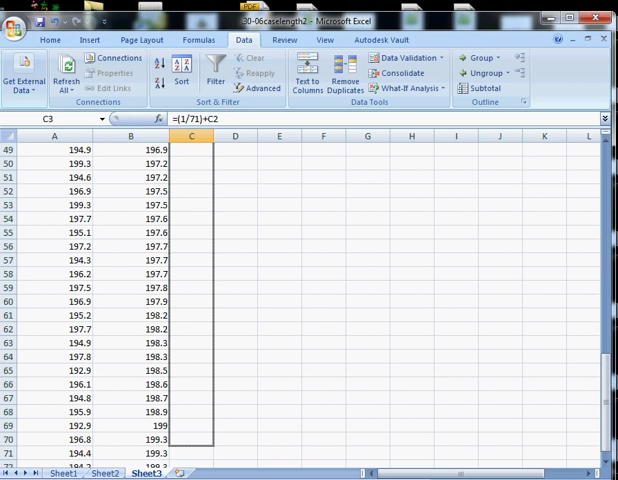 PDF
30-06caselength2 - Microsoft Excel
Home Insert Page Layout Formulas Data Review View Autodesk Vault
Get External Data
Refresh All
Connections
Properties
Edit Links
Connections
Sort
Filter
Clear
Reapply
Advanced
Sort & Filter
Text to Columns
Remove Duplicates
Data Validation
Consolidate
What-If Analysis
Data Tools
Group
Ungroup
Subtotal
Outline
C3 fx =(1/71)+C2
A B C D E F G H I J K L
49 194.9 196.9
50 199.3 197.2
51 194.6 197.2
52 196.9 197.5
53 199.3 197.5
54 197.7 197.6
55 195.1 197.6
56 197.2 197.7
57 194.3 197.7
58 196.2 197.7
59 197.5 197.8
60 196.9 197.9
61 195.2 198.2
62 197.7 198.2
63 194.9 198.3
64 197.8 198.3
65 192.9 198.5
66 196.1 198.6
67 194.8 198.7
68 195.9 198.9
69 192.9 199
70 196.8 199.3
71 194.4 199.3
72 194.2 199.3
Sheet1 Sheet2 Sheet3